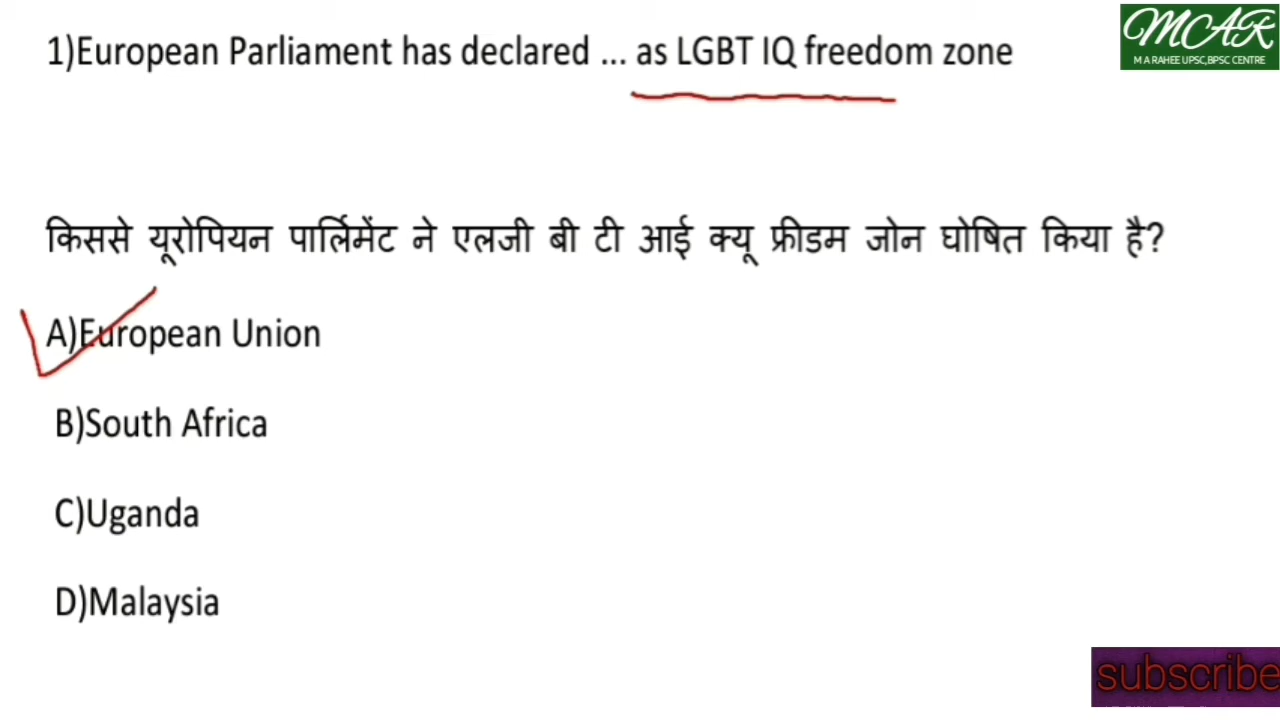 1)European Parliament has declared ... as LGBT IQ freedom zone
MCAR
M A RAHEE UPSC,BPSC CENTRE
किससे यूरोपियन पार्लिमेंट ने एलजी बी टी आई क्यू फ्रीडम जोन घोषित किया है?
A)European Union
B)South Africa
C)Uganda
D)Malaysia
subscribe